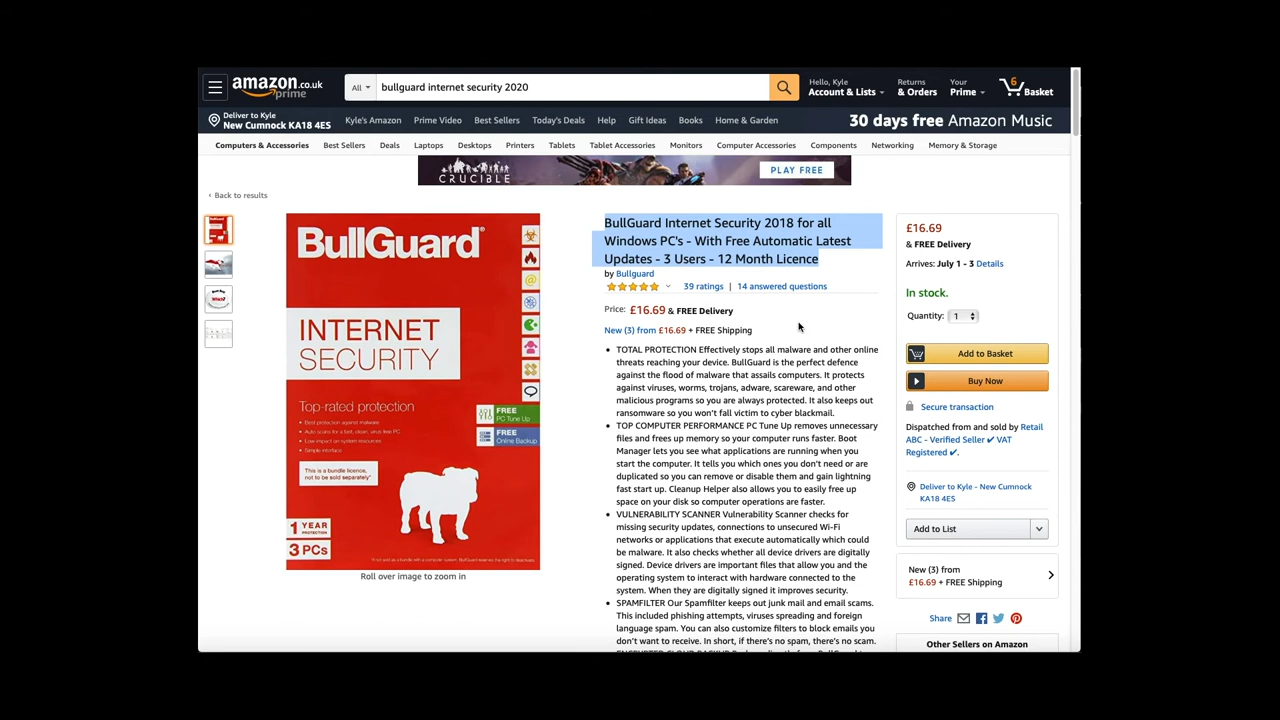 amazon.co.uk
prime
All
bullguard internet security 2020
Hello, Kyle
Account & Lists
Returns
& Orders
Your
Prime
6
Basket
Deliver to Kyle
New Cumnock KA18 4ES
Kyle's Amazon
Prime Video
Best Sellers
Today's Deals
Help
Gift Ideas
Books
Home & Garden
30 days free Amazon Music
Computers & Accessories
Best Sellers
Deals
Laptops
Desktops
Printers
Tablets
Tablet Accessories
Monitors
Computer Accessories
Components
Networking
Memory & Storage
CRUCIBLE
PLAY FREE
‹ Back to results
BullGuard®
INTERNET
SECURITY
Top-rated protection
• Best protection against malware
• Auto scans for a fast, clean, virus free PC
• Low impact on system resources
• Simple interface
This is a bundle licence,
not to be sold separately*
FREE
PC Tune Up
FREE
Online Backup
1 YEAR
PROTECTION
3 PCs
Roll over image to zoom in
BullGuard Internet Security 2018 for all
Windows PC's - With Free Automatic Latest
Updates - 3 Users - 12 Month Licence
by Bullguard
39 ratings | 14 answered questions
Price: £16.69 & FREE Delivery
New (3) from £16.69 + FREE Shipping
• TOTAL PROTECTION Effectively stops all malware and other online
threats reaching your device. BullGuard is the perfect defence
against the flood of malware that assails computers. It protects
against viruses, worms, trojans, adware, scareware, and other
malicious programs so you are always protected. It also keeps out
ransomware so you won't fall victim to cyber blackmail.
• TOP COMPUTER PERFORMANCE PC Tune Up removes unnecessary
files and frees up memory so your computer runs faster. Boot
Manager lets you see what applications are running when you
start the computer. It tells you which ones you don't need or are
duplicated so you can remove or disable them and gain lightning
fast start up. Cleanup Helper also allows you to easily free up
space on your disk so computer operations are faster.
• VULNERABILITY SCANNER Vulnerability Scanner checks for
missing security updates, connections to unsecured Wi-Fi
networks or applications that execute automatically which could
be malware. It also checks whether all device drivers are digitally
signed. Device drivers are important files that allow you and the
operating system to interact with hardware connected to the
system. When they are digitally signed it improves security.
• SPAMFILTER Our Spamfilter keeps out junk mail and email scams.
This included phishing attempts, viruses spreading and foreign
language spam. You can also customize filters to block emails you
don't want to receive. In short, if there's no spam, there's no scam.
£16.69
& FREE Delivery
Arrives: July 1 - 3 Details
In stock.
Quantity: 1
Add to Basket
Buy Now
Secure transaction
Dispatched from and sold by Retail
ABC - Verified Seller ✔ VAT
Registered ✔.
Deliver to Kyle - New Cumnock
KA18 4ES
Add to List
New (3) from
£16.69 + FREE Shipping
Share
Other Sellers on Amazon